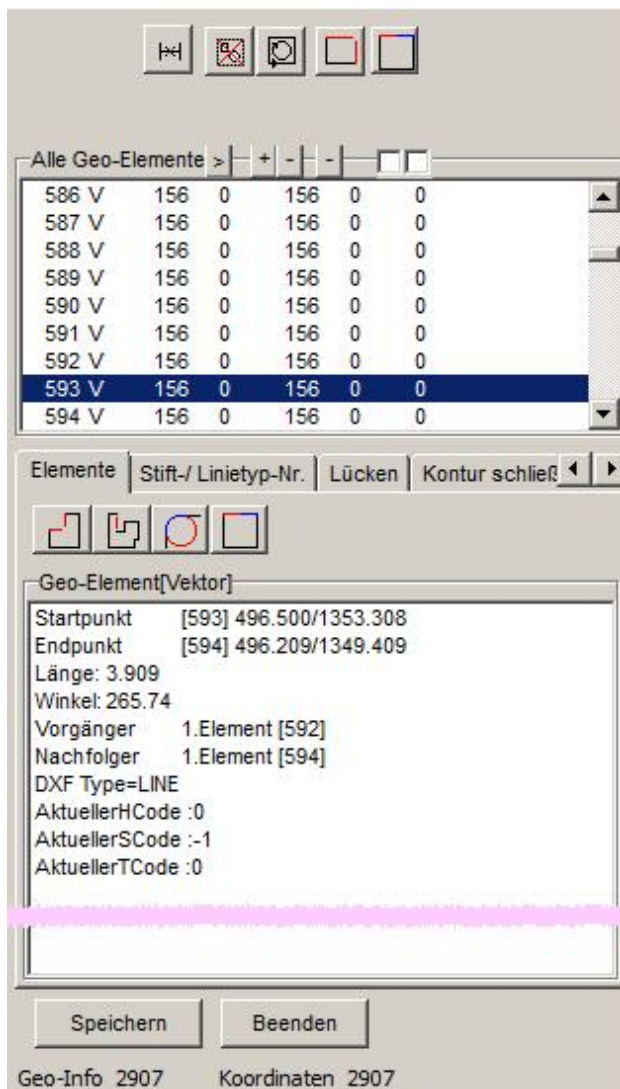 Alle Geo-Elemente > + - -
586 V 156 0 156 0 0
587 V 156 0 156 0 0
588 V 156 0 156 0 0
589 V 156 0 156 0 0
590 V 156 0 156 0 0
591 V 156 0 156 0 0
592 V 156 0 156 0 0
593 V 156 0 156 0 0
594 V 156 0 156 0 0
Elemente Stift-/ Linietyp-Nr. Lücken Kontur schließ
Geo-Element[Vektor]
Startpunkt [593] 496.500/1353.308
Endpunkt [594] 496.209/1349.409
Länge: 3.909
Winkel: 265.74
Vorgänger 1.Element [592]
Nachfolger 1.Element [594]
DXF Type=LINE
AktuellerHCode :0
AktuellerSCode :-1
AktuellerTCode :0
Speichern Beenden
Geo-Info 2907 Koordinaten 2907